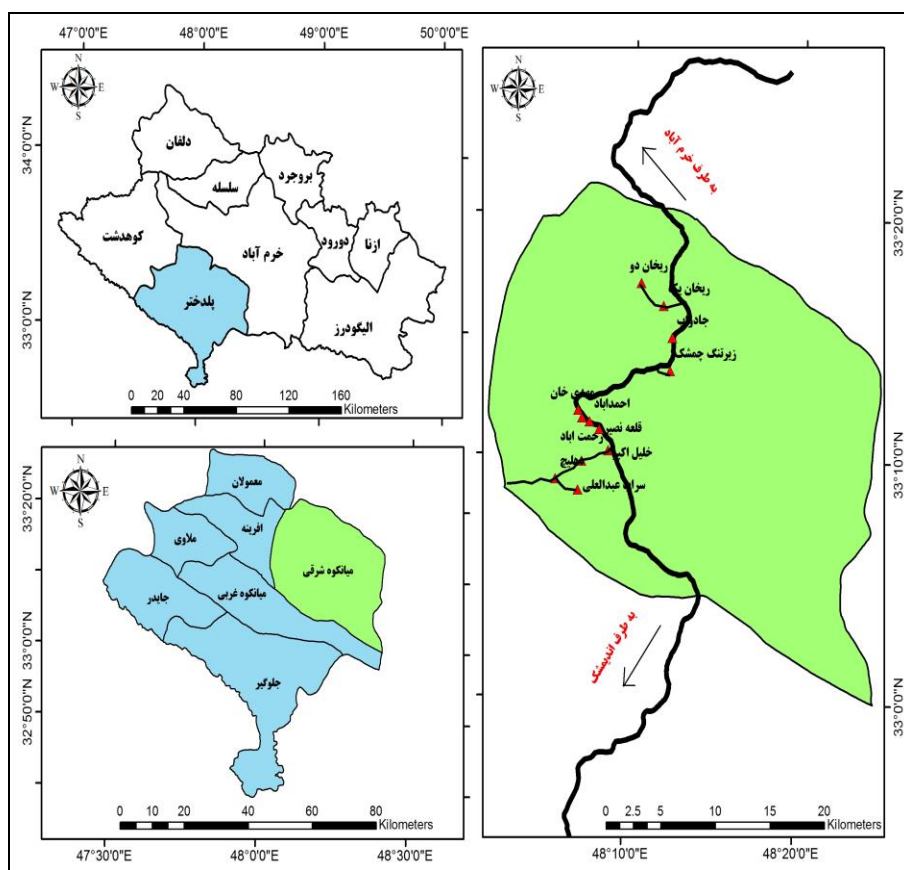 47°0'0"E
48°0'0"E
49°0'0"E
50°0'0"E
34°0'0"N
33°0'0"N
N
W
E
S
دلفان
سلسله
بروجرد
کوهدشت
خرم آباد
دورود
ازنا
پلدختر
الیگودرز
0 20 40 80 120 160
Kilometers
33°20'0"N
33°0'0"N
32°50'0"N
N
W
E
S
معمولان
افرینه
ملاوی
میانکوه شرقی
میانکوه غربی
جایدر
جلوگیر
0 10 20 40 60 80
Kilometers
47°30'0"E
48°0'0"E
48°30'0"E
N
W
E
S
به طرف خرم آباد
33°20'0"N
ریخان دو
ریخان یک
زیرتنگ چمشک
خان
احمداباد
قلعه نصیر
رحمت اباد
خلیل اکبر
33°10'0"N
سراب عبدالعلی
به طرف اندیمشک
33°0'0"N
0 2.5 5 10 15 20
Kilometers
48°10'0"E
48°20'0"E